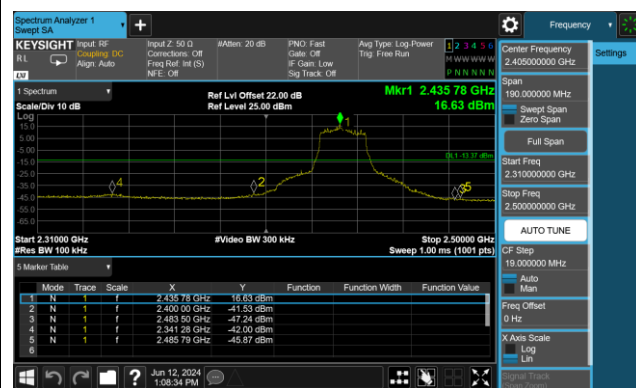 Spectrum Analyzer 1
Swept SA
Frequency
KEYSIGHT
RL
Input: RF
Coupling: DC
Align: Auto
Input Z: 50 Ω
Corrections: Off
Freq Ref: Int (S)
NFE: Off
#Atten: 20 dB
PNO: Fast
Gate: Off
IF Gain: Low
Sig Track: Off
Avg Type: Log-Power
Trig: Free Run
1 2 3 4 5 6
M W W W W W
P N N N N N
1 Spectrum
Scale/Div 10 dB
Ref Lvl Offset 22.00 dB
Ref Level 25.00 dBm
Mkr1 2.435 78 GHz
16.63 dBm
Log
15.0
5.00
-5.00
-15.0
-25.0
-35.0
-45.0
-55.0
-65.0
1
DL1 -13.37 dBm
4
2
35
Start 2.31000 GHz
#Res BW 100 kHz
#Video BW 300 kHz
Stop 2.50000 GHz
Sweep 1.00 ms (1001 pts)
5 Marker Table
Mode Trace Scale X Y Function Function Width Function Value
1 N 1 f 2.435 78 GHz 16.63 dBm
2 N 1 f 2.400 00 GHz -41.53 dBm
3 N 1 f 2.483 50 GHz -47.24 dBm
4 N 1 f 2.341 28 GHz -42.00 dBm
5 N 1 f 2.485 79 GHz -45.87 dBm
6
Jun 12, 2024
1:08:34 PM
Center Frequency
2.405000000 GHz
Settings
Span
190.000000 MHz
Swept Span
Zero Span
Full Span
Start Freq
2.310000000 GHz
Stop Freq
2.500000000 GHz
AUTO TUNE
CF Step
19.000000 MHz
Auto
Man
Freq Offset
0 Hz
X Axis Scale
Log
Lin
Signal Track
(Span Zoom)